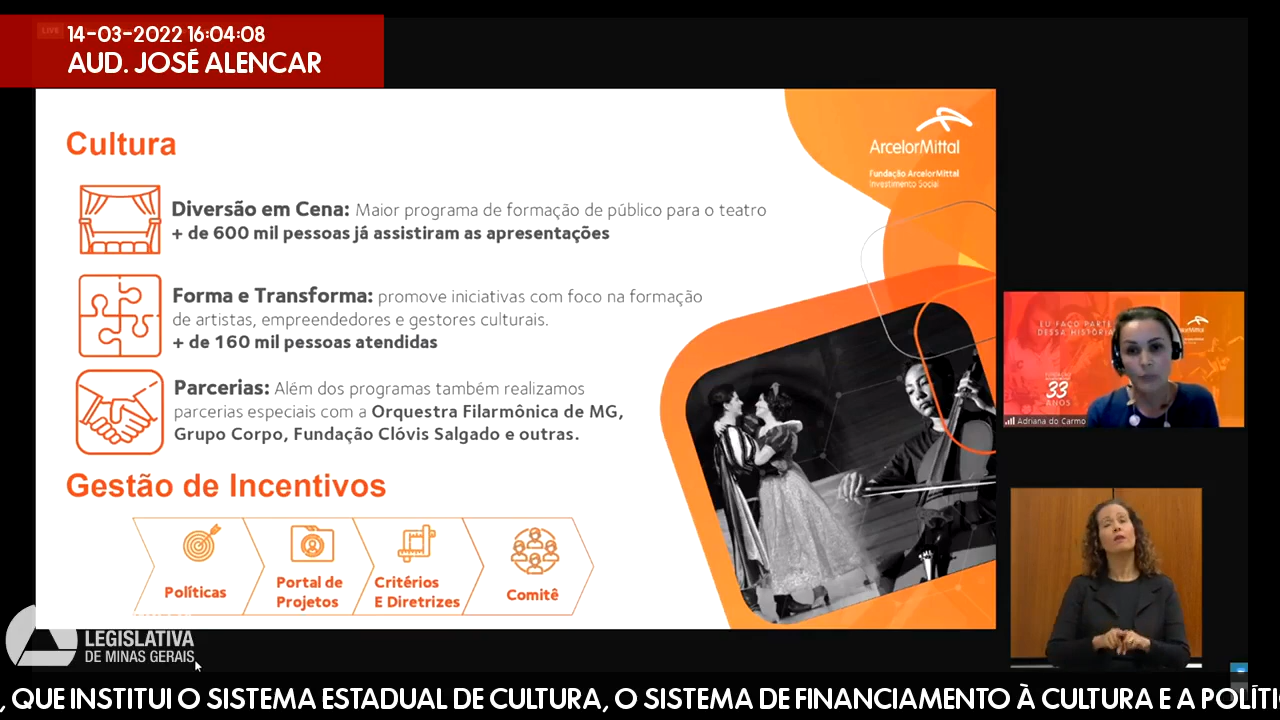 LIVE
14-03-2022 16:04:08
AUD. JOSÉ ALENCAR
ArcelorMittal
Fundação ArcelorMittal
Investimento Social
Cultura
Diversão em Cena: Maior programa de formação de público para o teatro
+ de 600 mil pessoas já assistiram as apresentações
Forma e Transforma: promove iniciativas com foco na formação
de artistas, empreendedores e gestores culturais.
+ de 160 mil pessoas atendidas
Parcerias: Além dos programas também realizamos
parcerias especiais com a Orquestra Filarmônica de MG,
Grupo Corpo, Fundação Clóvis Salgado e outras.
Gestão de Incentivos
Políticas
Portal de
Projetos
Critérios
E Diretrizes
Comitê
EU FAÇO PARTE
DESSA HISTÓRIA
ArcelorMittal
33
ANOS
Adriana do Carmo
LEGISLATIVA
DE MINAS GERAIS
, QUE INSTITUI O SISTEMA ESTADUAL DE CULTURA, O SISTEMA DE FINANCIAMENTO À CULTURA E A POLÍTI